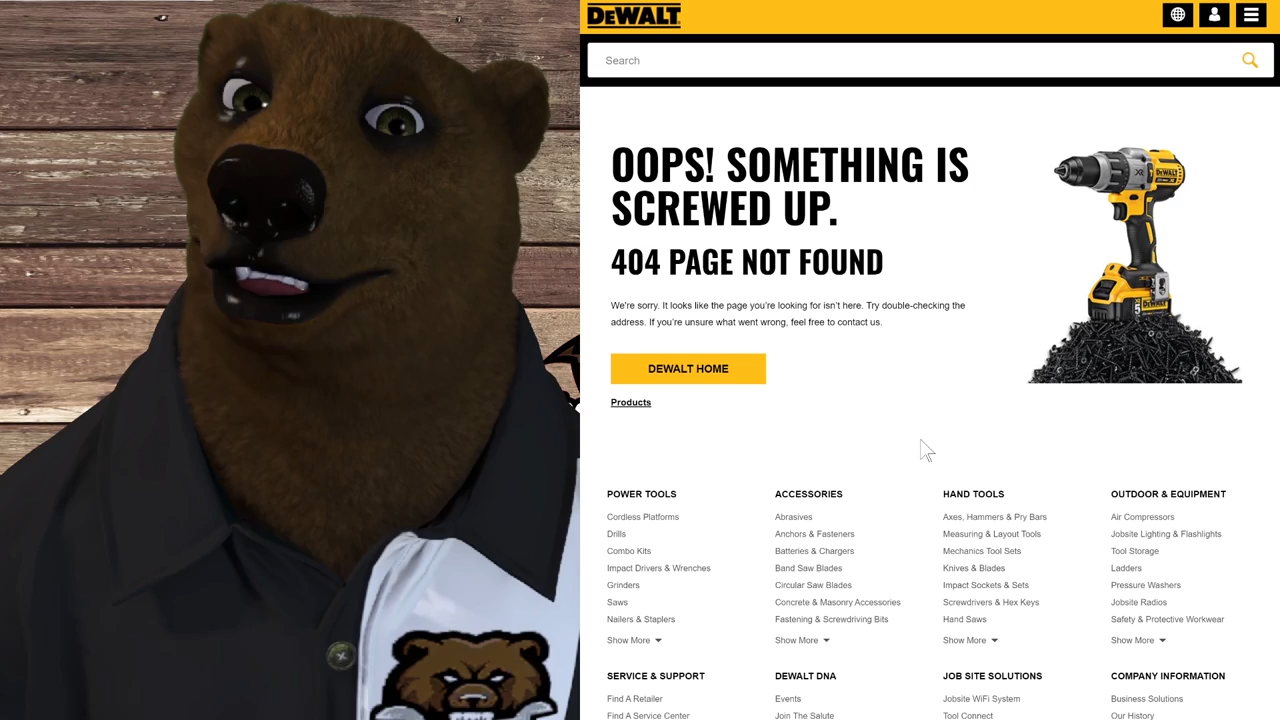 DEWALT
Search
OOPS! SOMETHING IS
SCREWED UP.
404 PAGE NOT FOUND
We're sorry. It looks like the page you're looking for isn't here. Try double-checking the
address. If you're unsure what went wrong, feel free to contact us.
DEWALT HOME
Products
XR
DEWALT
DEWALT
POWER TOOLS
Cordless Platforms
Drills
Combo Kits
Impact Drivers & Wrenches
Grinders
Saws
Nailers & Staplers
Show More
ACCESSORIES
Abrasives
Anchors & Fasteners
Batteries & Chargers
Band Saw Blades
Circular Saw Blades
Concrete & Masonry Accessories
Fastening & Screwdriving Bits
Show More
HAND TOOLS
Axes, Hammers & Pry Bars
Measuring & Layout Tools
Mechanics Tool Sets
Knives & Blades
Impact Sockets & Sets
Screwdrivers & Hex Keys
Hand Saws
Show More
OUTDOOR & EQUIPMENT
Air Compressors
Jobsite Lighting & Flashlights
Tool Storage
Ladders
Pressure Washers
Jobsite Radios
Safety & Protective Workwear
Show More
SERVICE & SUPPORT
Find A Retailer
Find A Service Center
DEWALT DNA
Events
Join The Salute
JOB SITE SOLUTIONS
Jobsite WiFi System
Tool Connect
COMPANY INFORMATION
Business Solutions
Our History